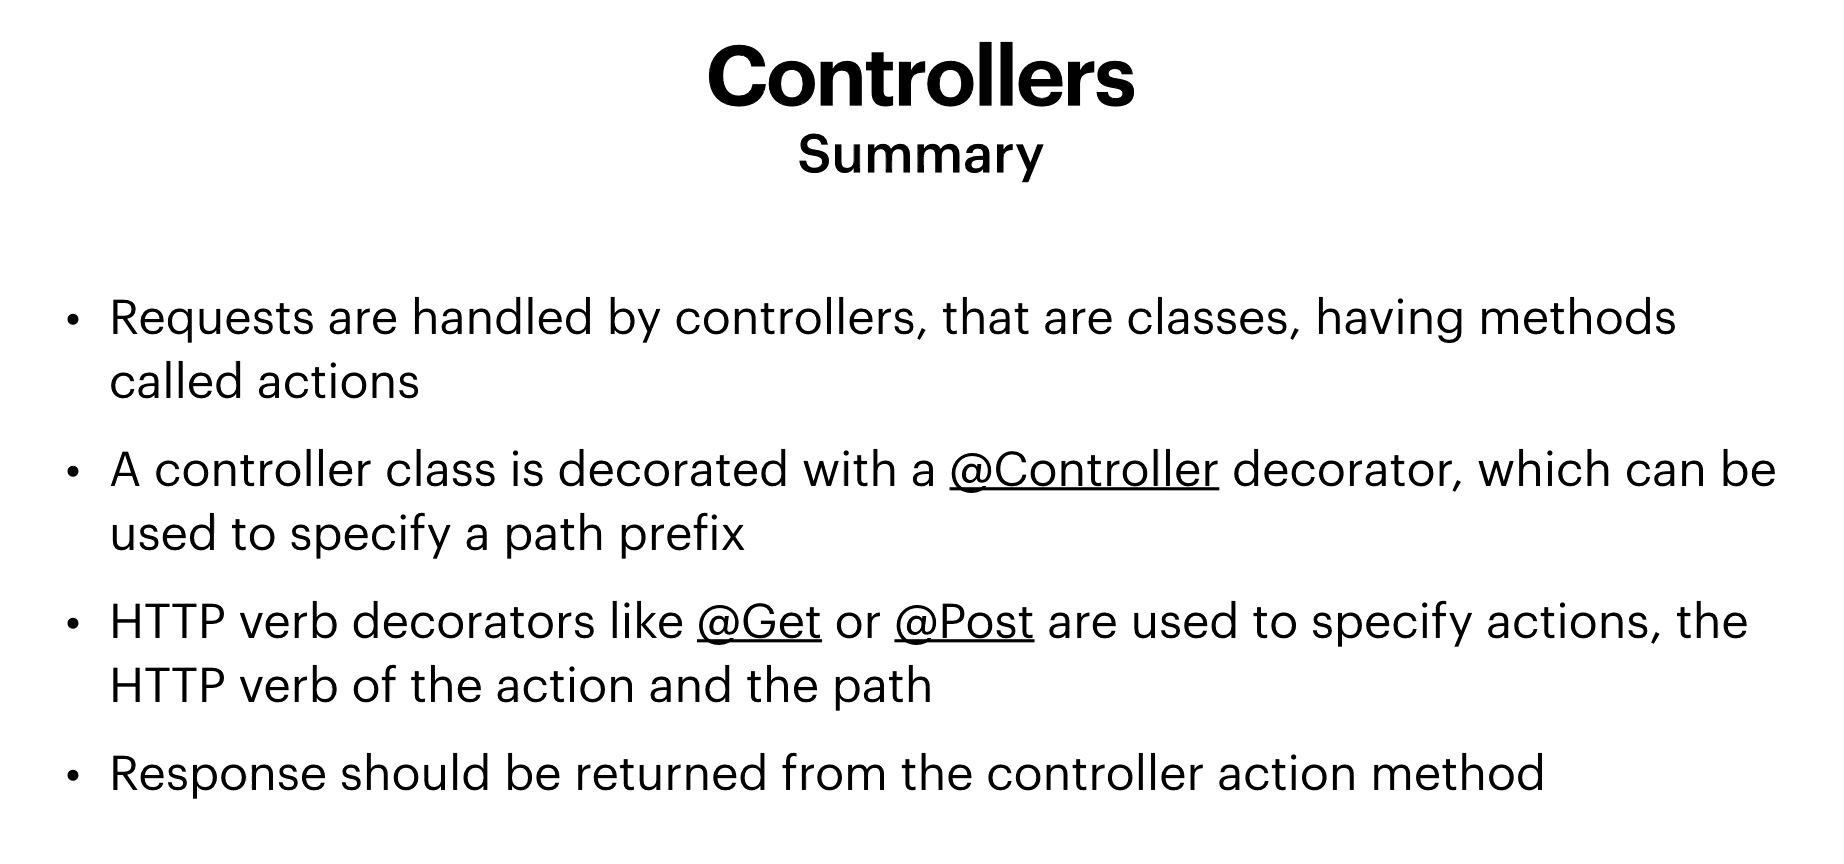 Controllers
Summary
• Requests are handled by controllers, that are classes, having methods
called actions
• A controller class is decorated with a @Controller decorator, which can be
used to specify a path prefix
• HTTP verb decorators like @Get or @Post are used to specify actions, the
HTTP verb of the action and the path
• Response should be returned from the controller action method